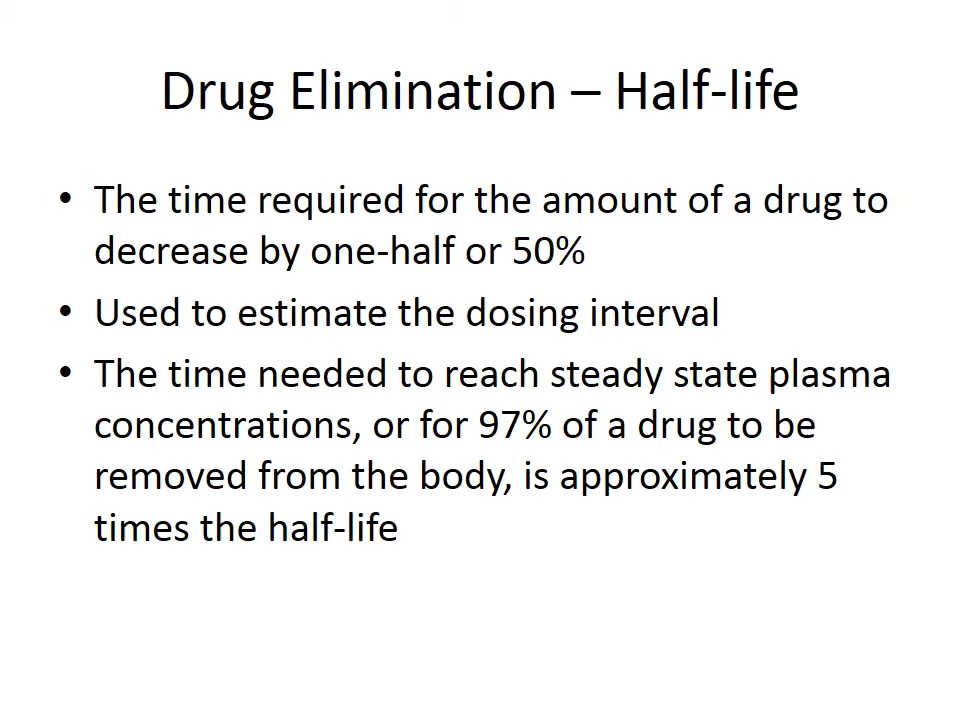 Drug Elimination – Half-life
• The time required for the amount of a drug to
decrease by one-half or 50%
• Used to estimate the dosing interval
• The time needed to reach steady state plasma
concentrations, or for 97% of a drug to be
removed from the body, is approximately 5
times the half-life